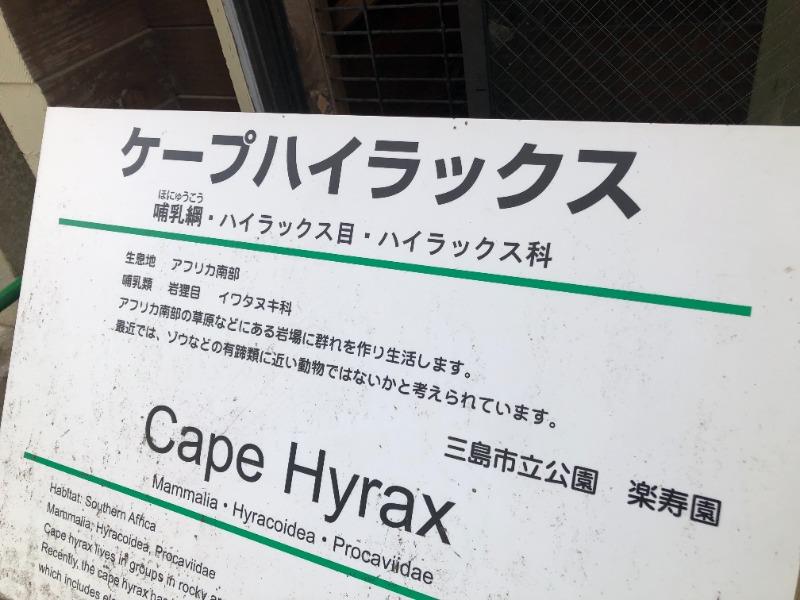 ケープハイラックス
ほにゅうこう
哺乳綱・ハイラックス目・ハイラックス科
生息地　アフリカ南部
哺乳類　岩狸目　イワタヌキ科
アフリカ南部の草原などにある岩場に群れを作り生活します。
最近では、ゾウなどの有蹄類に近い動物ではないかと考えられています。
三島市立公園　楽寿園
Cape Hyrax
Mammalia・Hyracoidea・Procaviidae
Habitat: Southern Africa
Mammalia, Hyracoidea, Procaviidae
Cape hyrax lives in groups in rocky
Recently, the cape hyrax
which includes